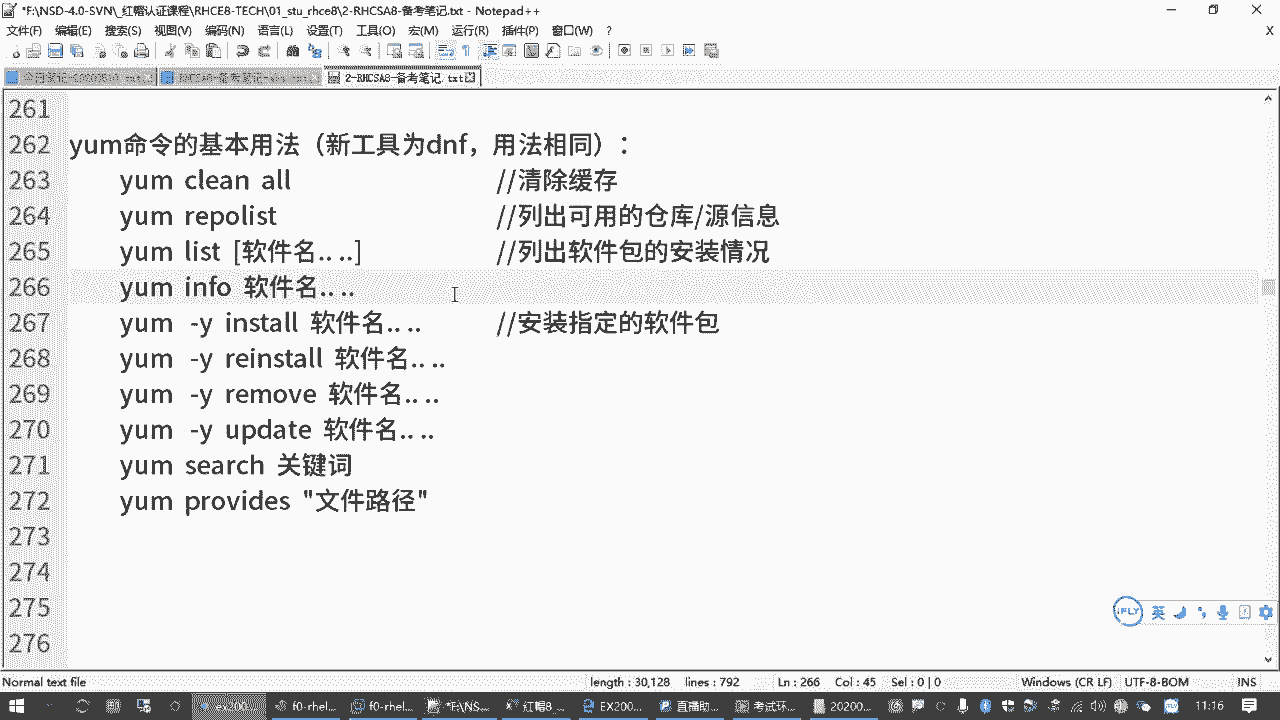 *F:\NSD-4.0-SVN\_红帽认证课程\RHCE8-TECH\01_stu_rhce8\2-RHCSA8-备考笔记.txt - Notepad++
文件(F) 编辑(E) 搜索(S) 视图(V) 编码(N) 语言(L) 设置(T) 工具(O) 宏(M) 运行(R) 插件(P) 窗口(W) ? X
2-RHCSA8-备考笔记.txt
261
262 yum命令的基本用法（新工具为dnf，用法相同）：
263 yum clean all //清除缓存
264 yum repolist //列出可用的仓库/源信息
265 yum list [软件名.. ..] //列出软件包的安装情况
266 yum info 软件名.. ..
267 yum -y install 软件名.. .. //安装指定的软件包
268 yum -y reinstall 软件名.. ..
269 yum -y remove 软件名.. ..
270 yum -y update 软件名.. ..
271 yum search 关键词
272 yum provides "文件路径"
273
274
275
276
iFLY 英
Normal text file length : 30,128 lines : 792 Ln : 266 Col : 45 Sel : 0 | 0 Windows (CR LF) UTF-8-BOM INS
f0-rhel... f0-rhel... *F:\NS... 红帽8... EX200... 直播助... 考试环... 20200... 11:16